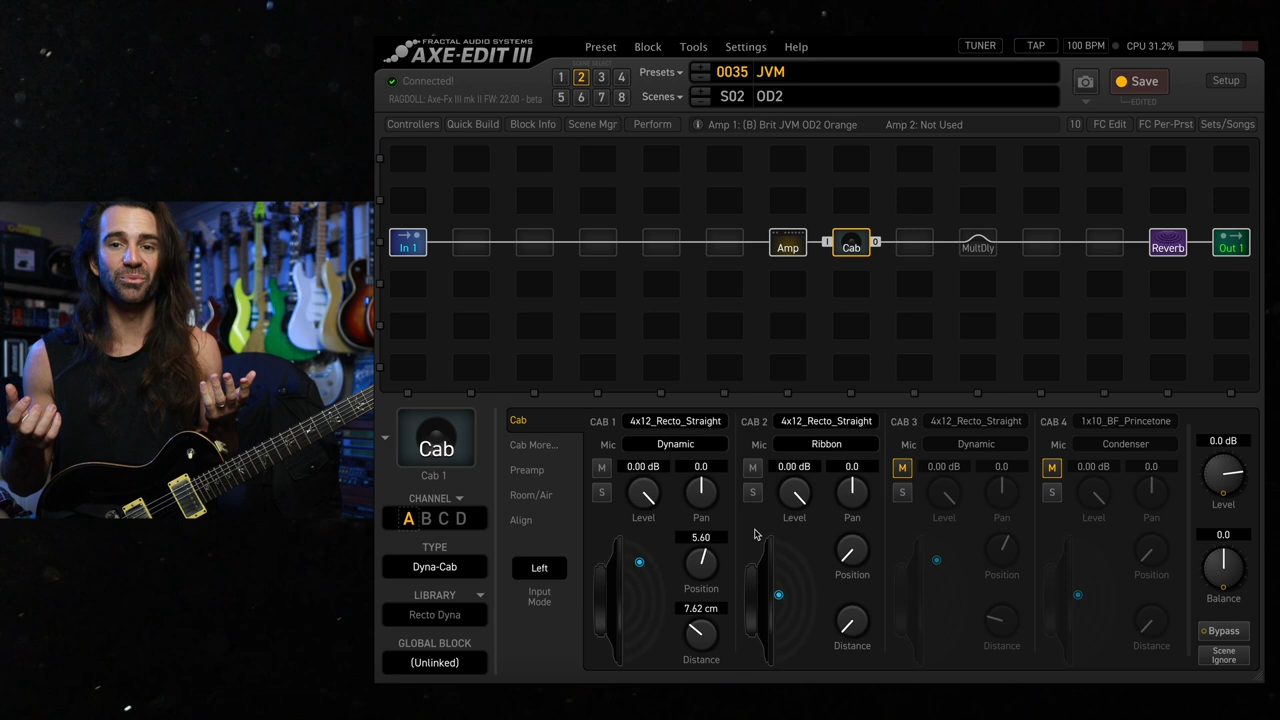 FRACTAL AUDIO SYSTEMS
AXE-EDIT III
Preset Block Tools Settings Help
TUNER TAP 100 BPM CPU 31.2%
Connected!
RAGDOLL: Axe-Fx III mk II FW: 22.00 - beta
SCENE SELECT
1 2 3 4
5 6 7 8
Presets 0035 JVM
Scenes S02 OD2
Save
EDITED
Setup
Controllers Quick Build Block Info Scene Mgr Perform
Amp 1: (B) Brit JVM OD2 Orange Amp 2: Not Used
10 FC Edit FC Per-Prst Sets/Songs
In 1 Amp I Cab O MultDly Reverb Out 1
Cab
Cab 1
CHANNEL
A B C D
TYPE
Dyna-Cab
LIBRARY
Recto Dyna
GLOBAL BLOCK
(Unlinked)
Cab
Cab More...
Preamp
Room/Air
Align
Left
Input
Mode
CAB 1 4x12_Recto_Straight
Mic Dynamic
M 0.00 dB 0.0
S
Level Pan
5.60
Position
7.62 cm
Distance
CAB 2 4x12_Recto_Straight
Mic Ribbon
M 0.00 dB 0.0
S
Level Pan
Position
Distance
CAB 3 4x12_Recto_Straight
Mic Dynamic
M 0.00 dB 0.0
S
Level Pan
Position
Distance
CAB 4 1x10_BF_Princetone
Mic Condenser
M 0.00 dB 0.0
S
Level Pan
Position
Distance
0.0 dB
Level
0.0
Balance
Bypass
Scene
Ignore